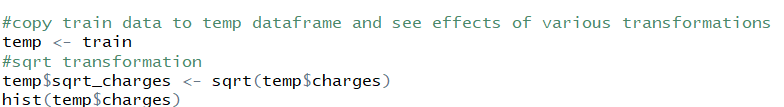 #copy train data to temp dataframe and see effects of various transformations
temp <- train
#sqrt transformation
temp$sqrt_charges <- sqrt(temp$charges)
hist(temp$charges)